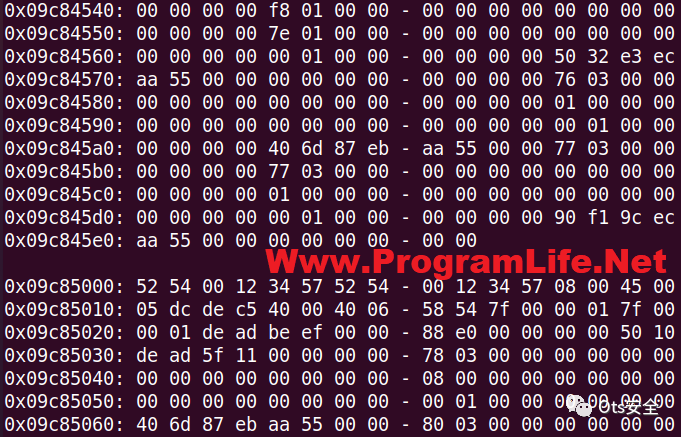 0x09c84540: 00 00 00 00 f8 01 00 00 - 00 00 00 00 00 00 00 00
0x09c84550: 00 00 00 00 7e 01 00 00 - 00 00 00 00 00 00 00 00
0x09c84560: 00 00 00 00 00 01 00 00 - 00 00 00 00 50 32 e3 ec
0x09c84570: aa 55 00 00 00 00 00 00 - 00 00 00 00 76 03 00 00
0x09c84580: 00 00 00 00 00 00 00 00 - 00 00 00 00 01 00 00 00
0x09c84590: 00 00 00 00 00 00 00 00 - 00 00 00 00 00 01 00 00
0x09c845a0: 00 00 00 00 40 6d 87 eb - aa 55 00 00 77 03 00 00
0x09c845b0: 00 00 00 00 77 03 00 00 - 00 00 00 00 00 00 00 00
0x09c845c0: 00 00 00 00 01 00 00 00 - 00 00 00 00 00 00 00 00
0x09c845d0: 00 00 00 00 00 01 00 00 - 00 00 00 00 90 f1 9c ec
0x09c845e0: aa 55 00 00 00 00 00 00 - 00 00
Www.ProgramLife.Net
0x09c85000: 52 54 00 12 34 57 52 54 - 00 12 34 57 08 00 45 00
0x09c85010: 05 dc de c5 40 00 40 06 - 58 54 7f 00 00 01 7f 00
0x09c85020: 00 01 de ad be ef 00 00 - 88 e0 00 00 00 00 50 10
0x09c85030: de ad 5f 11 00 00 00 00 - 78 03 00 00 00 00 00 00
0x09c85040: 00 00 00 00 00 00 00 00 - 08 00 00 00 00 00 00 00
0x09c85050: 00 00 00 00 00 00 00 00 - 00 01 00 00 00 00 00 00
0x09c85060: 40 6d 87 eb aa 55 00 00 - 80 03 00 00 00 00 00 00
Ots安全